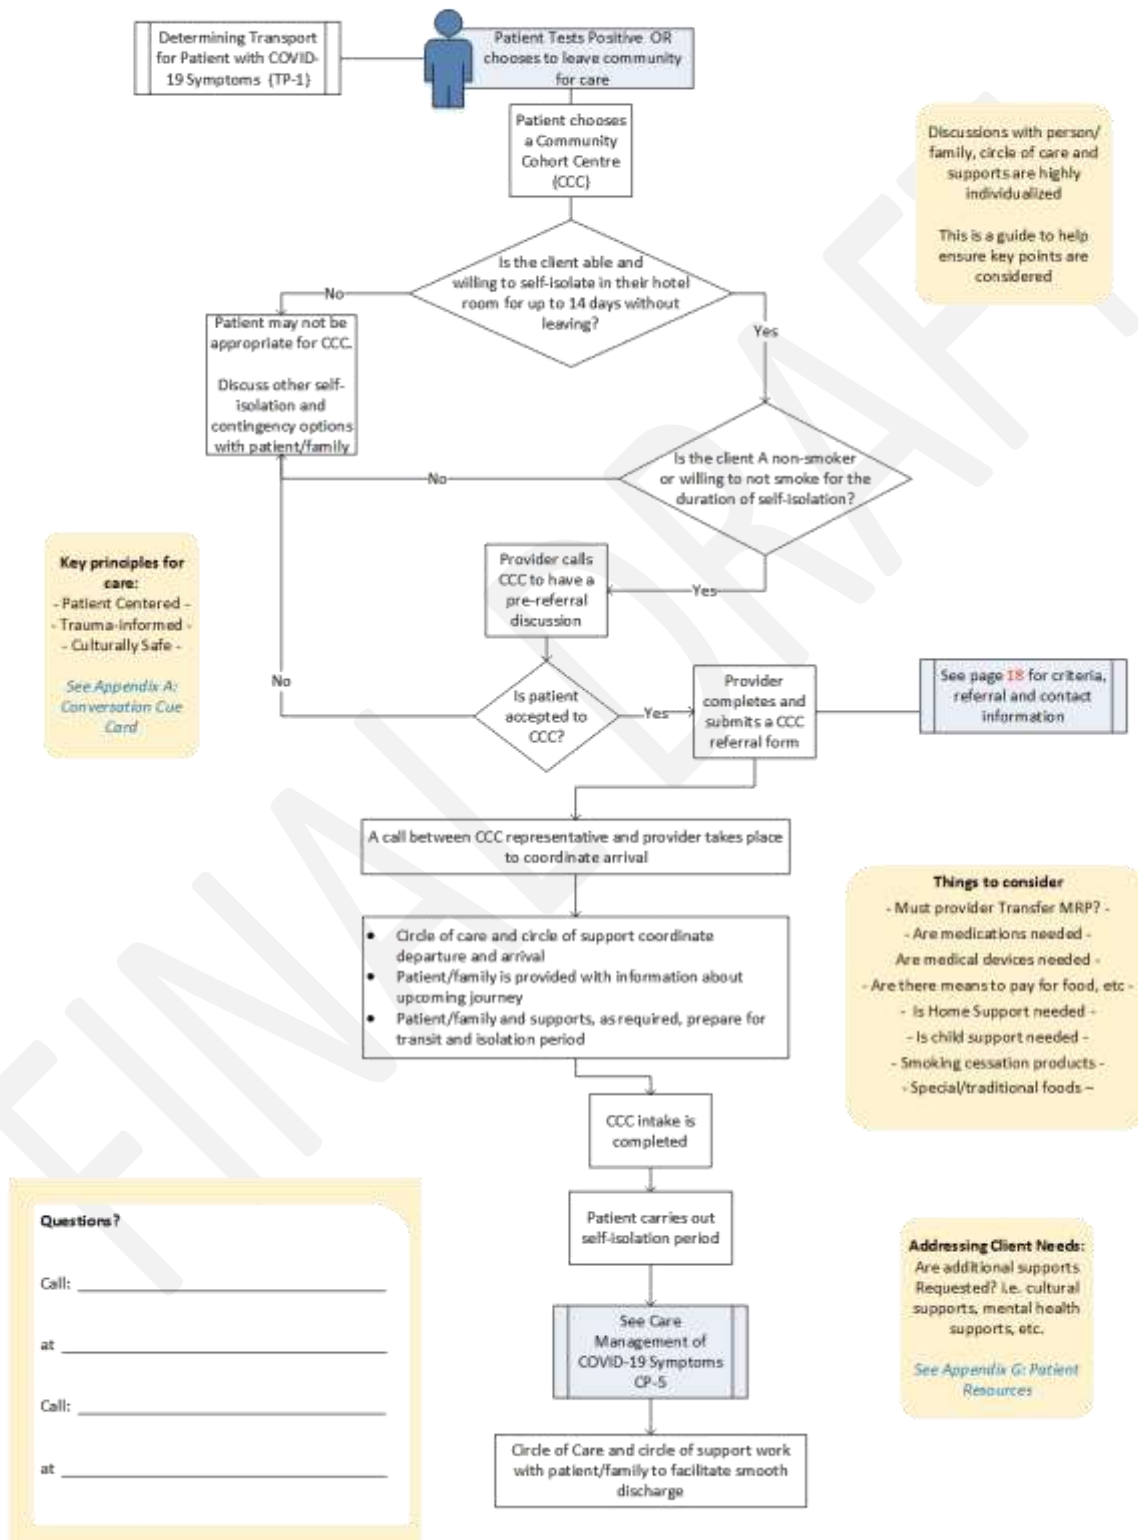 Determining Transport
for Patient with COVID-
19 Symptoms (TP-1)
Patient Tests Positive OR
chooses to leave community
for care
Patient chooses
a Community
Cohort Centre
(CCC)
Discussions with person/
family, circle of care and
supports are highly
individualized
This is a guide to help
ensure key points are
considered
Is the client able and
willing to self-isolate in their hotel
room for up to 14 days without
leaving?
No
Yes
Patient may not be
appropriate for CCC.
Discuss other self-
isolation and
contingency options
with patient/family
Is the client A non-smoker
or willing to not smoke for the
duration of self-isolation?
No
Yes
Key principles for
care:
- Patient Centered -
- Trauma-Informed -
- Culturally Safe -
See Appendix A:
Conversation Cue
Card
Provider calls
CCC to have a
pre-referral
discussion
Is patient
accepted to
CCC?
No
Yes
Provider
completes and
submits a CCC
referral form
See page 18 for criteria,
referral and contact
information
A call between CCC representative and provider takes place
to coordinate arrival
• Circle of care and circle of support coordinate
departure and arrival
• Patient/family is provided with information about
upcoming journey
• Patient/family and supports, as required, prepare for
transit and isolation period
Things to consider
- Must provider Transfer MRP? -
- Are medications needed -
Are medical devices needed -
- Are there means to pay for food, etc -
- Is Home Support needed -
- Is child support needed -
- Smoking cessation products -
- Special/traditional foods –
CCC intake is
completed
Patient carries out
self-isolation period
See Care
Management of
COVID-19 Symptoms
CP-5
Circle of Care and circle of support work
with patient/family to facilitate smooth
discharge
Questions?
Call:
at
Call:
at
Addressing Client Needs:
Are additional supports
Requested? i.e. cultural
supports, mental health
supports, etc.
See Appendix G: Patient
Resources
FINAL DRAFT